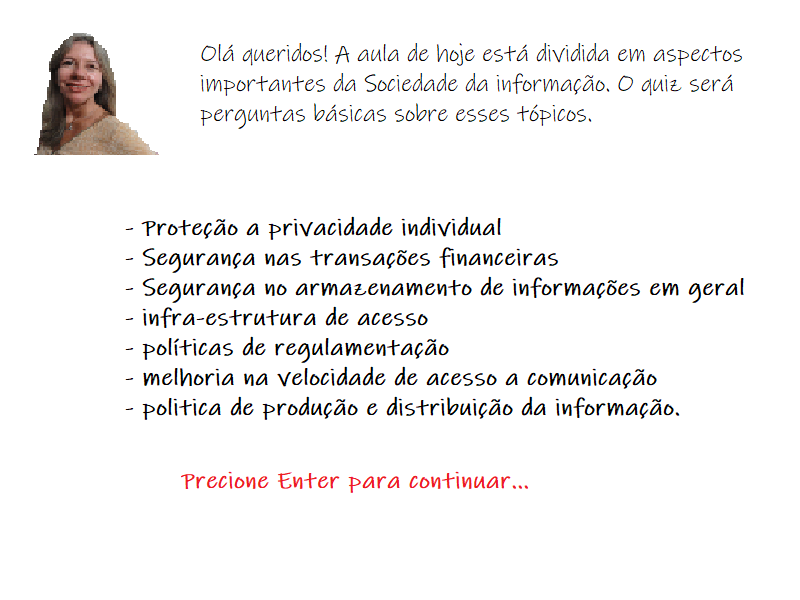 Olá queridos! A aula de hoje está dividida em aspectos
importantes da Sociedade da informação. O quiz será
perguntas básicas sobre esses tópicos.
- Proteção a privacidade individual
- Segurança nas transações financeiras
- Segurança no armazenamento de informações em geral
- infra-estrutura de acesso
- políticas de regulamentação
- melhoria na velocidade de acesso a comunicação
- politica de produção e distribuição da informação.
Precione Enter para continuar...